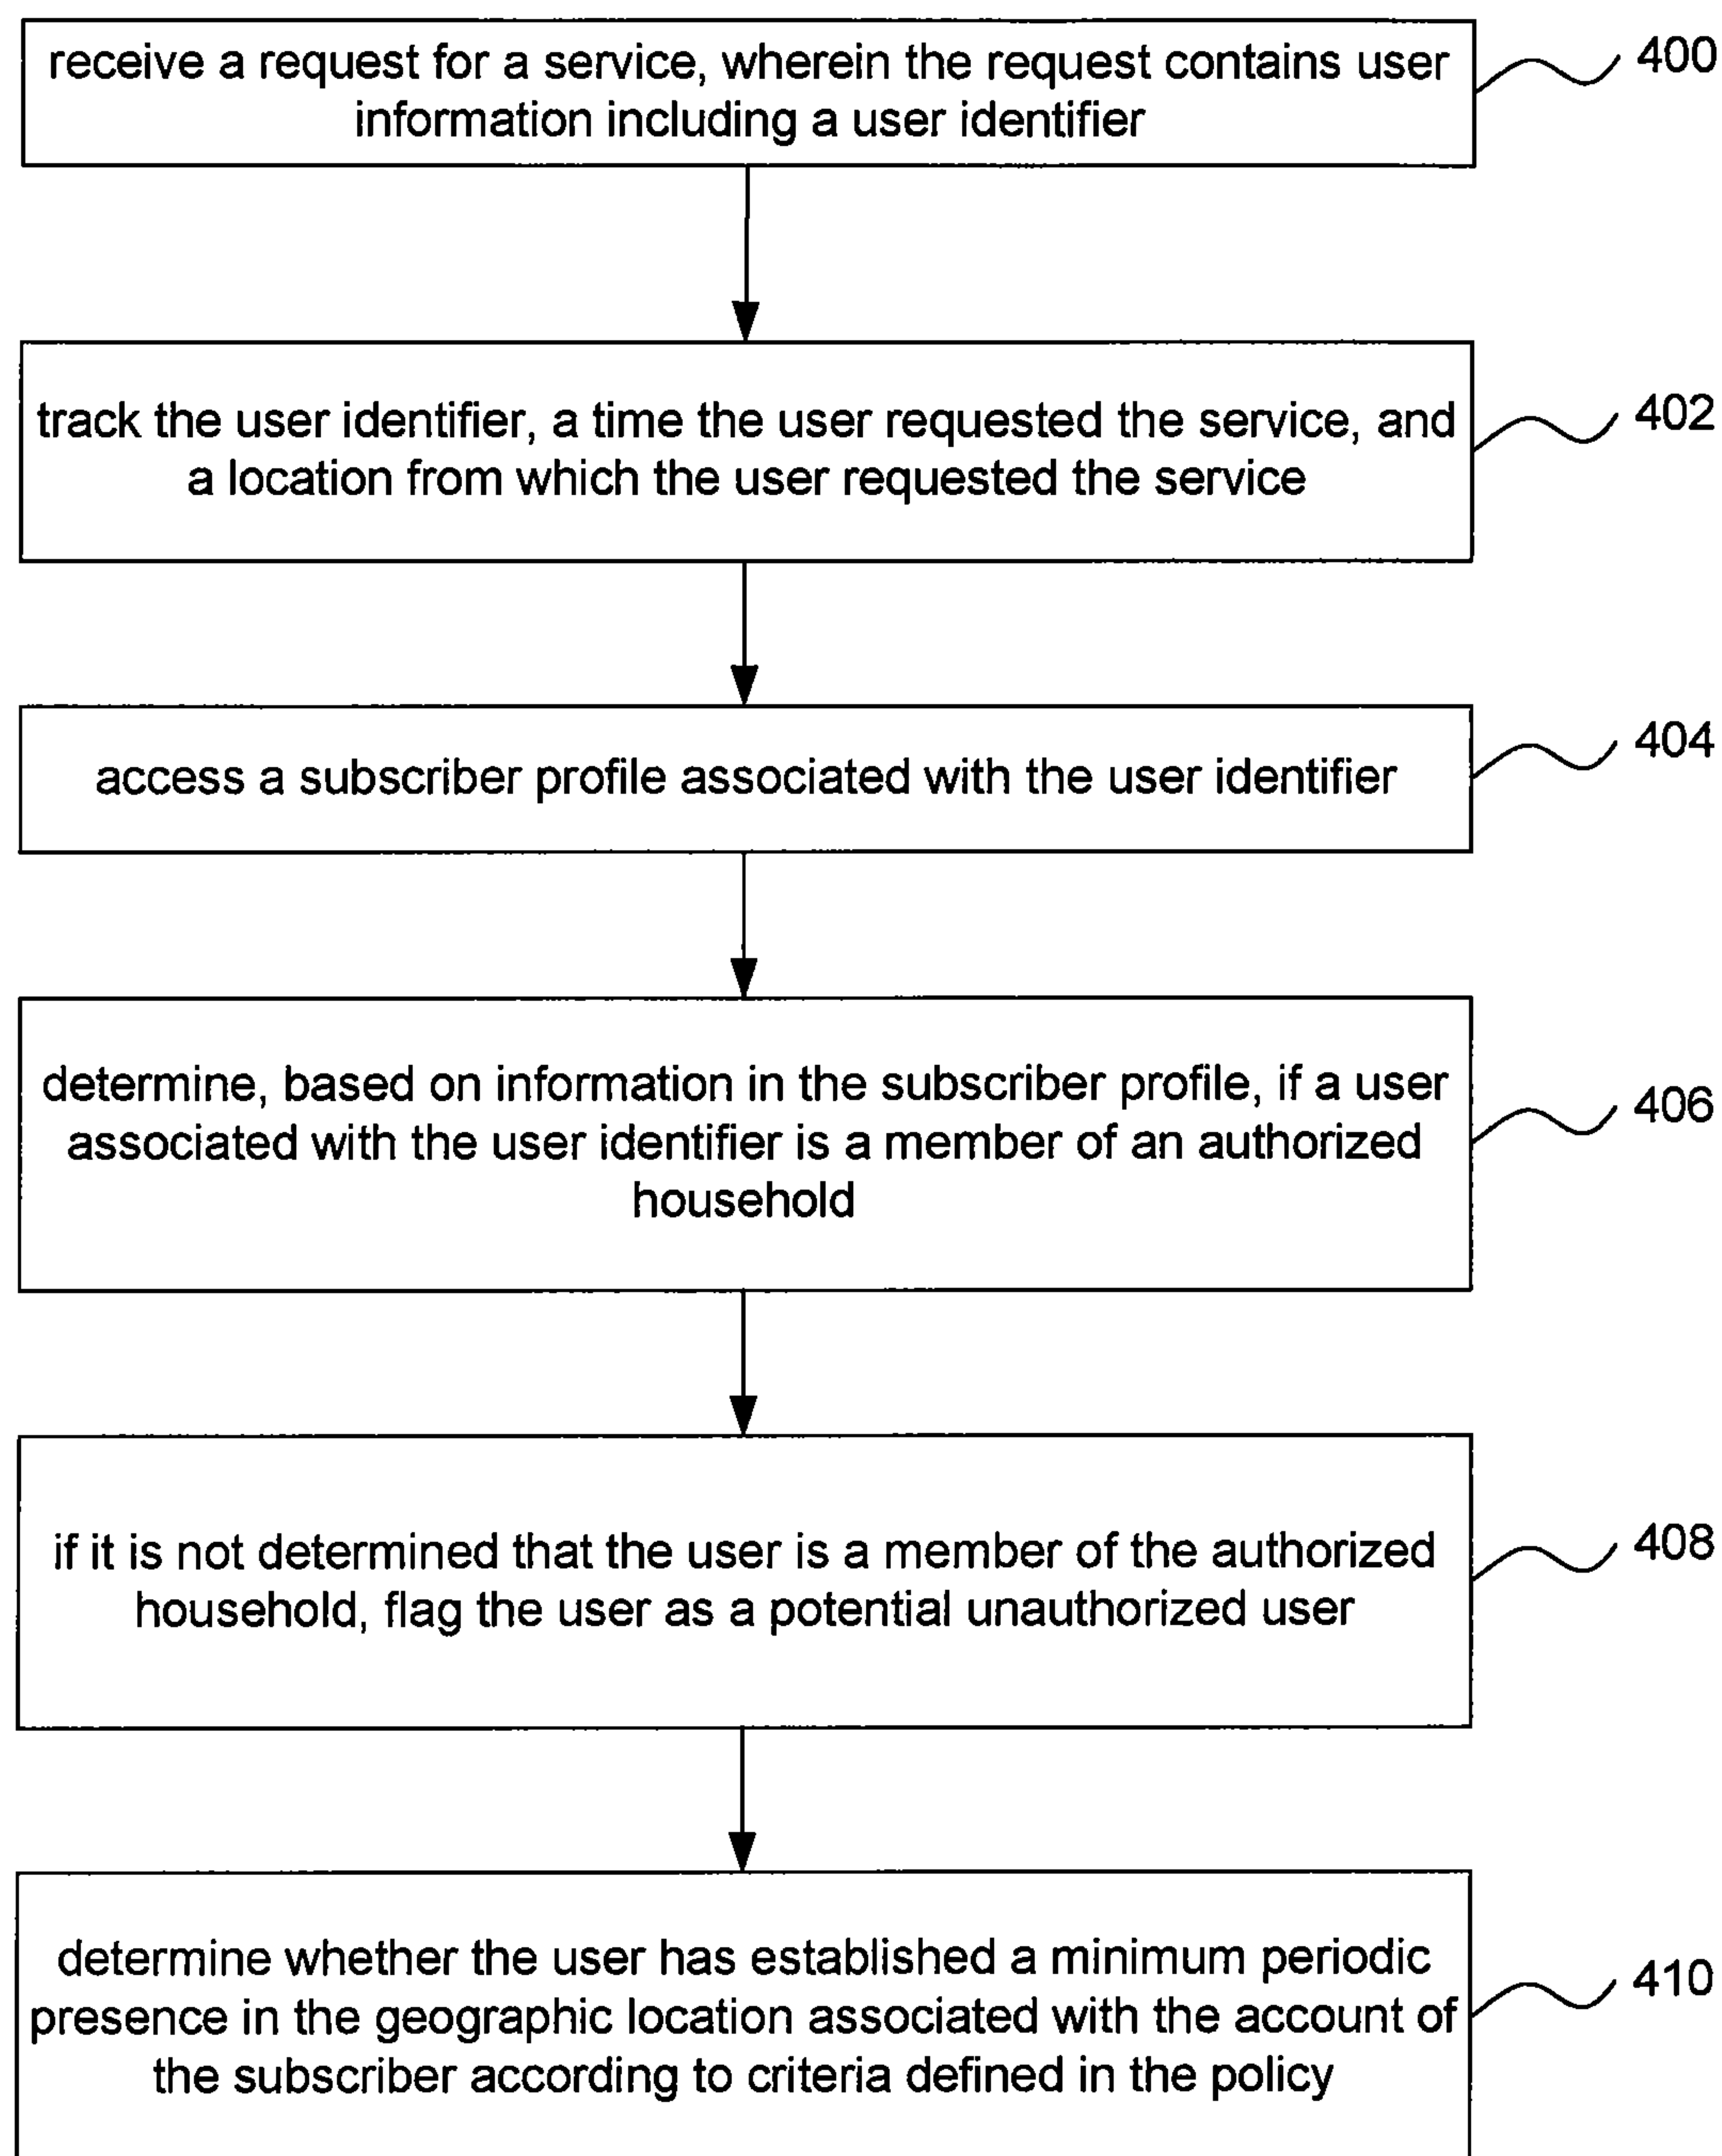 receive a request for a service, wherein the request contains user
information including a user identifier
400
track the user identifier, a time the user requested the service, and
a location from which the user requested the service
402
access a subscriber profile associated with the user identifier
404
determine, based on information in the subscriber profile, if a user
associated with the user identifier is a member of an authorized
household
406
if it is not determined that the user is a member of the authorized
household, flag the user as a potential unauthorized user
408
determine whether the user has established a minimum periodic
presence in the geographic location associated with the account of
the subscriber according to criteria defined in the policy
410